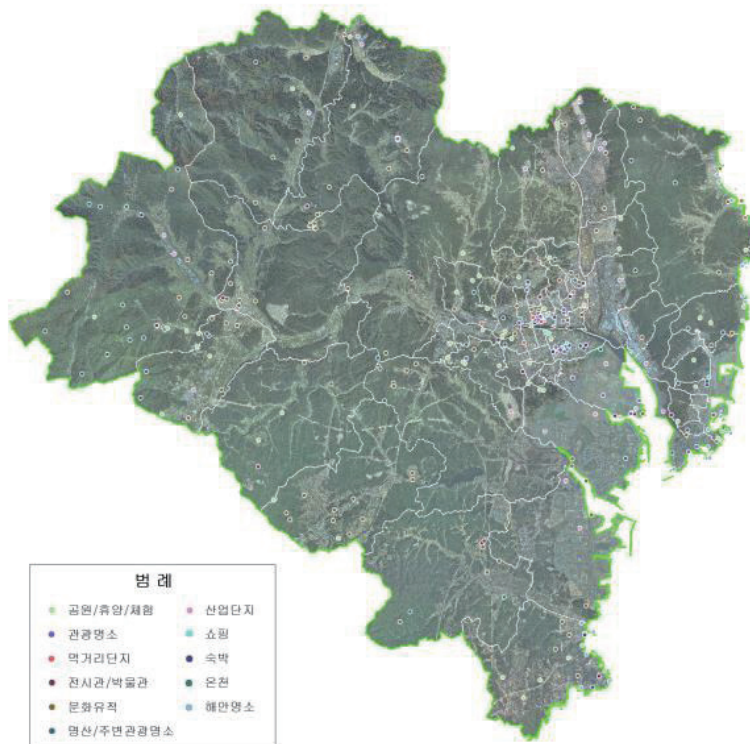 범 례
공원/휴양/체험
관광명소
먹거리단지
전시관/박물관
문화유적
명산/주변관광명소
산업단지
쇼핑
숙박
온천
해안명소